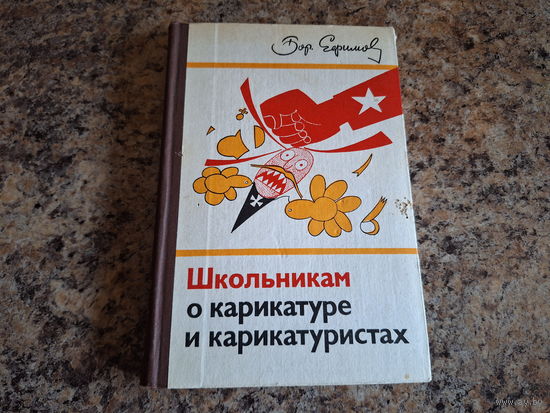 Бор. Ефимов
Школьникам
о карикатуре
и карикатуристах